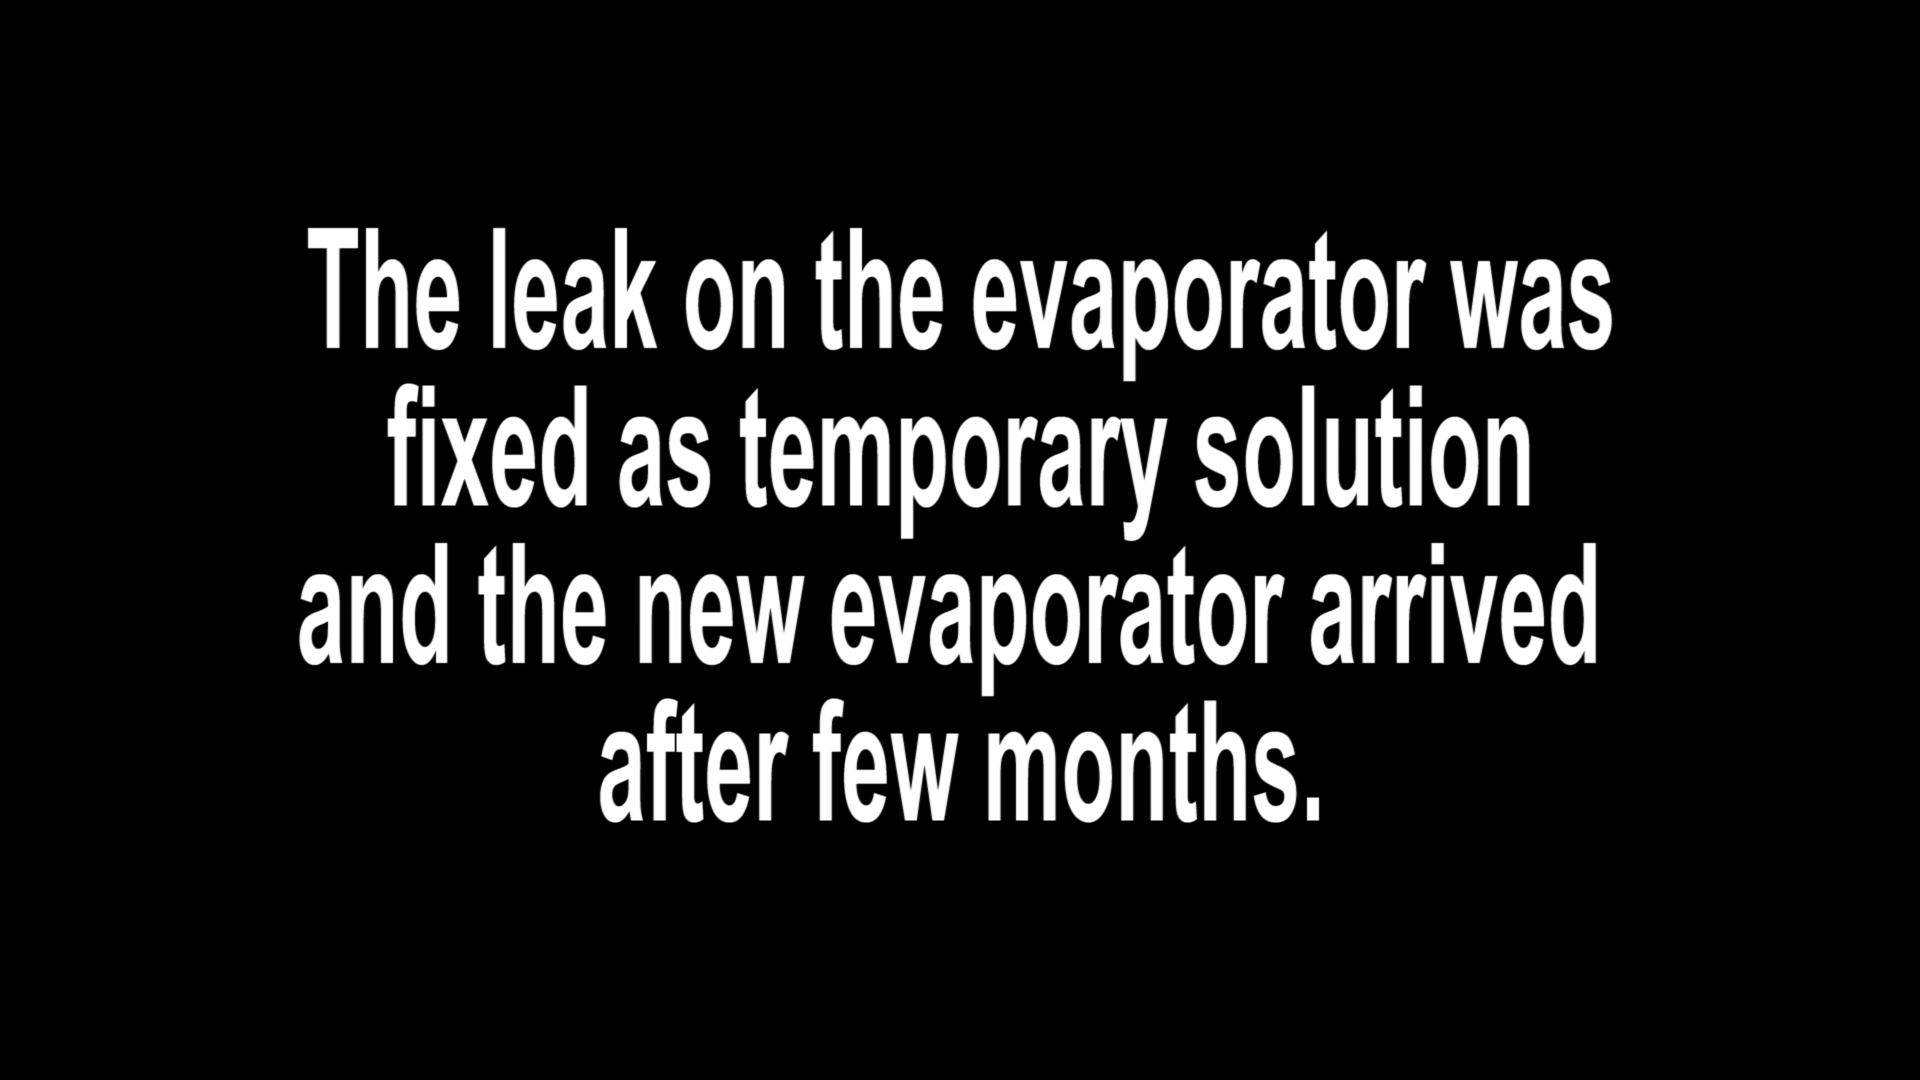 The leak on the evaporator was
fixed as temporary solution
and the new evaporator arrived
after few months.